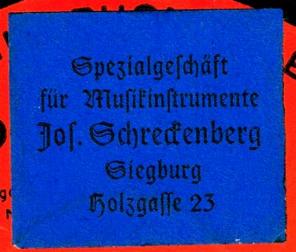 Spezialgeschäft
für Musikinstrumente
Jos. Schreckenberg
Siegburg
Holzgasse 23